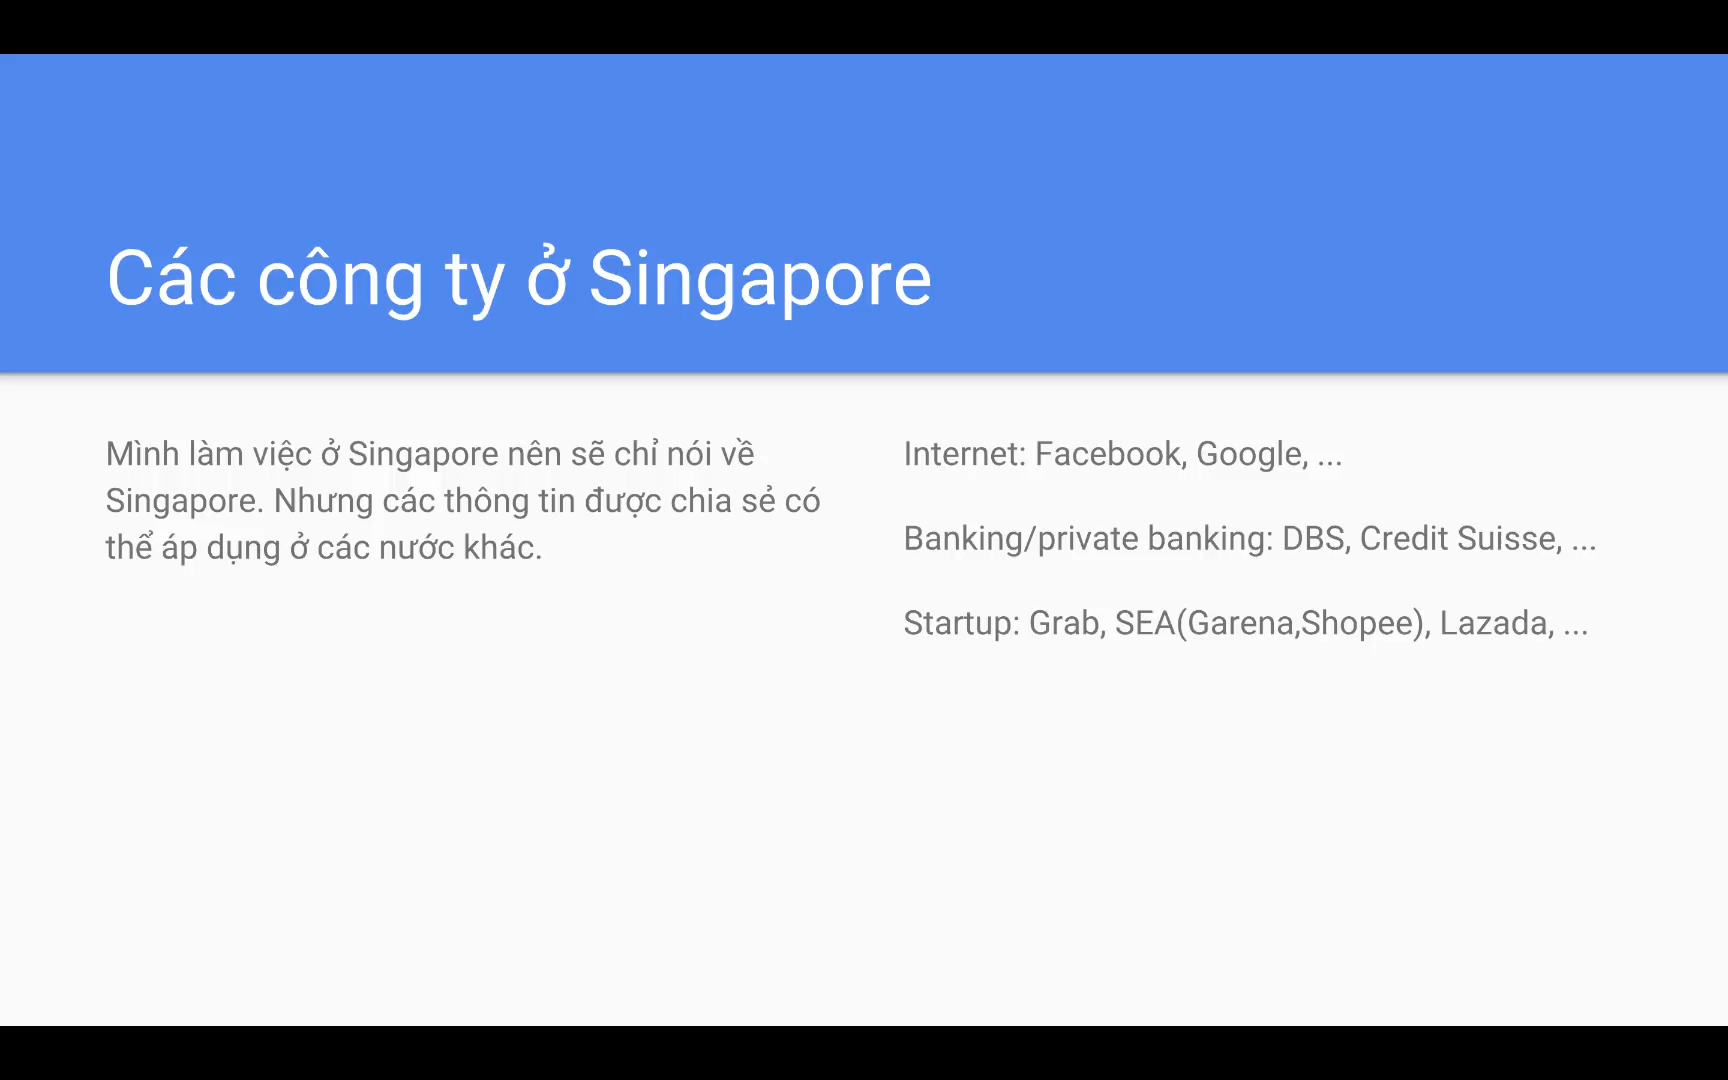 Các công ty ở Singapore
Mình làm việc ở Singapore nên sẽ chỉ nói về
Singapore. Nhưng các thông tin được chia sẻ có
thể áp dụng ở các nước khác.
Internet: Facebook, Google, ...
Banking/private banking: DBS, Credit Suisse, ...
Startup: Grab, SEA(Garena,Shopee), Lazada, ...